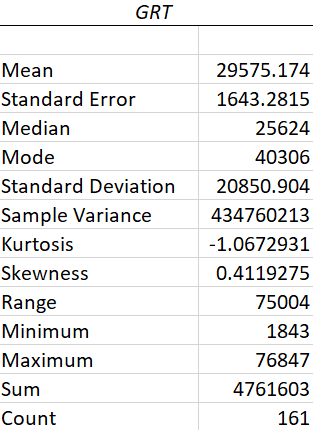 GRT
Mean 29575.174
Standard Error 1643.2815
Median 25624
Mode 40306
Standard Deviation 20850.904
Sample Variance 434760213
Kurtosis -1.0672931
Skewness 0.4119275
Range 75004
Minimum 1843
Maximum 76847
Sum 4761603
Count 161